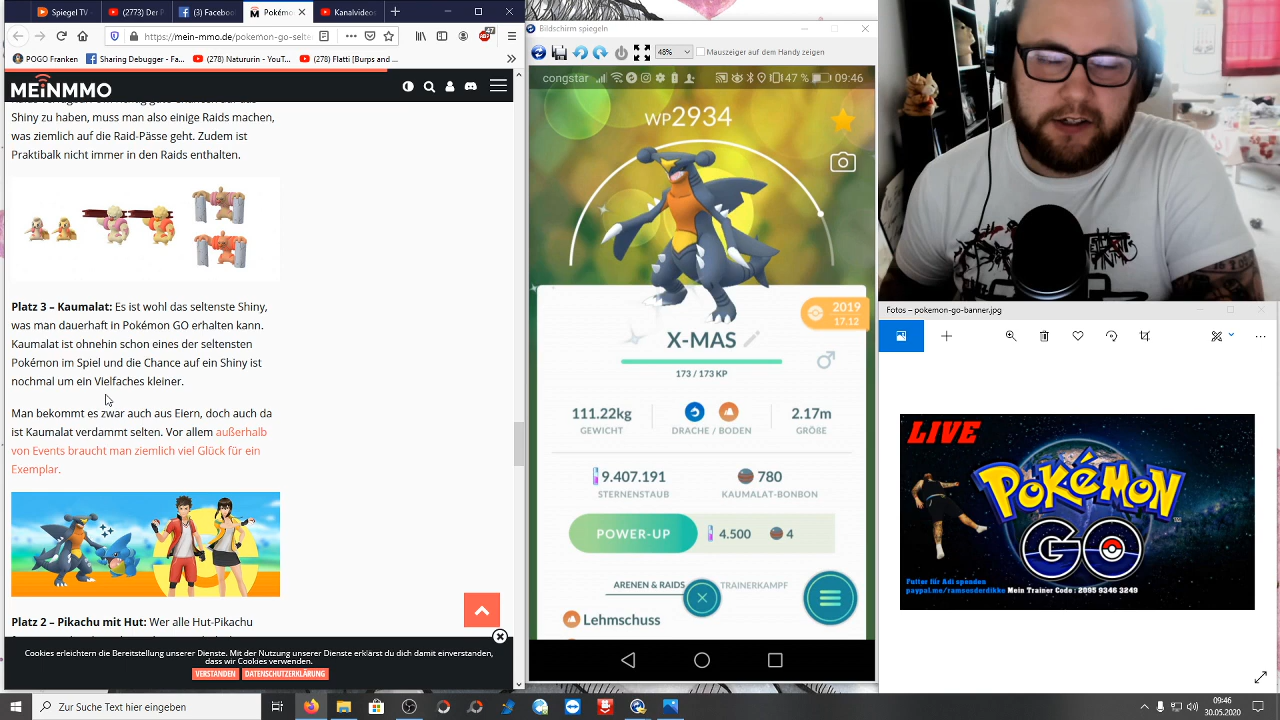 Spiegel TV
(2773) Der R
(3) Facebool
Pokémo
Kanalvideos
https://mein-mmo.de/pokemon-go-selte
47
POGO Franken
Sharing Debugger - Fa...
(278) Natururin - YouT...
(278) Flatti [Burps and ...
MEiNMMO
Shiny zu haben, muss man also einige Raids machen,
was ziemlich auf die Raid-Pässe geht. Zudem ist
Praktibalk nicht immer in den Raids enthalten.
Platz 3 – Kaumalat: Es ist wohl das seltenste Shiny,
was man dauerhaft in Pokémon GO erhalten kann.
Kaumalat ist ohnehin schon eines der seltensten
Pokémon im Spiel und die Chance auf ein Shiny ist
nochmal um ein Vielfaches kleiner.
Man bekommt es zwar auch aus Eiern, doch auch da
ist Kaumalat verdammt selten. Vor allem außerhalb
von Events braucht man ziemlich viel Glück für ein
Exemplar.
Platz 2 – Pikachu mit Hut: Wer alle Hut-Pikachu
Cookies erleichtern die Bereitstellung unserer Dienste. Mit der Nutzung unserer Dienste erklärst du dich damit einverstanden,
dass wir Cookies verwenden.
VERSTANDEN
DATENSCHUTZERKLÄRUNG
Bildschirm spiegeln
48%
Mauszeiger auf dem Handy zeigen
congstar
47 %
09:46
WP2934
2019
17.12
X-MAS
173 / 173 KP
111.22kg
GEWICHT
DRACHE / BODEN
2.17m
GRÖßE
9.407.191
STERNENSTAUB
780
KAUMALAT-BONBON
POWER-UP
4.500
4
ARENEN & RAIDS
TRAINERKAMPF
Lehmschuss
Fotos – pokemon-go-banner.jpg
LIVE
POKéMON
GO
Futter für Adi spenden
paypal.me/ramsesderdikke Mein Trainer Code : 2095 9346 3249
Zur Suche Text hier eingeben
09:46
30.05.2020